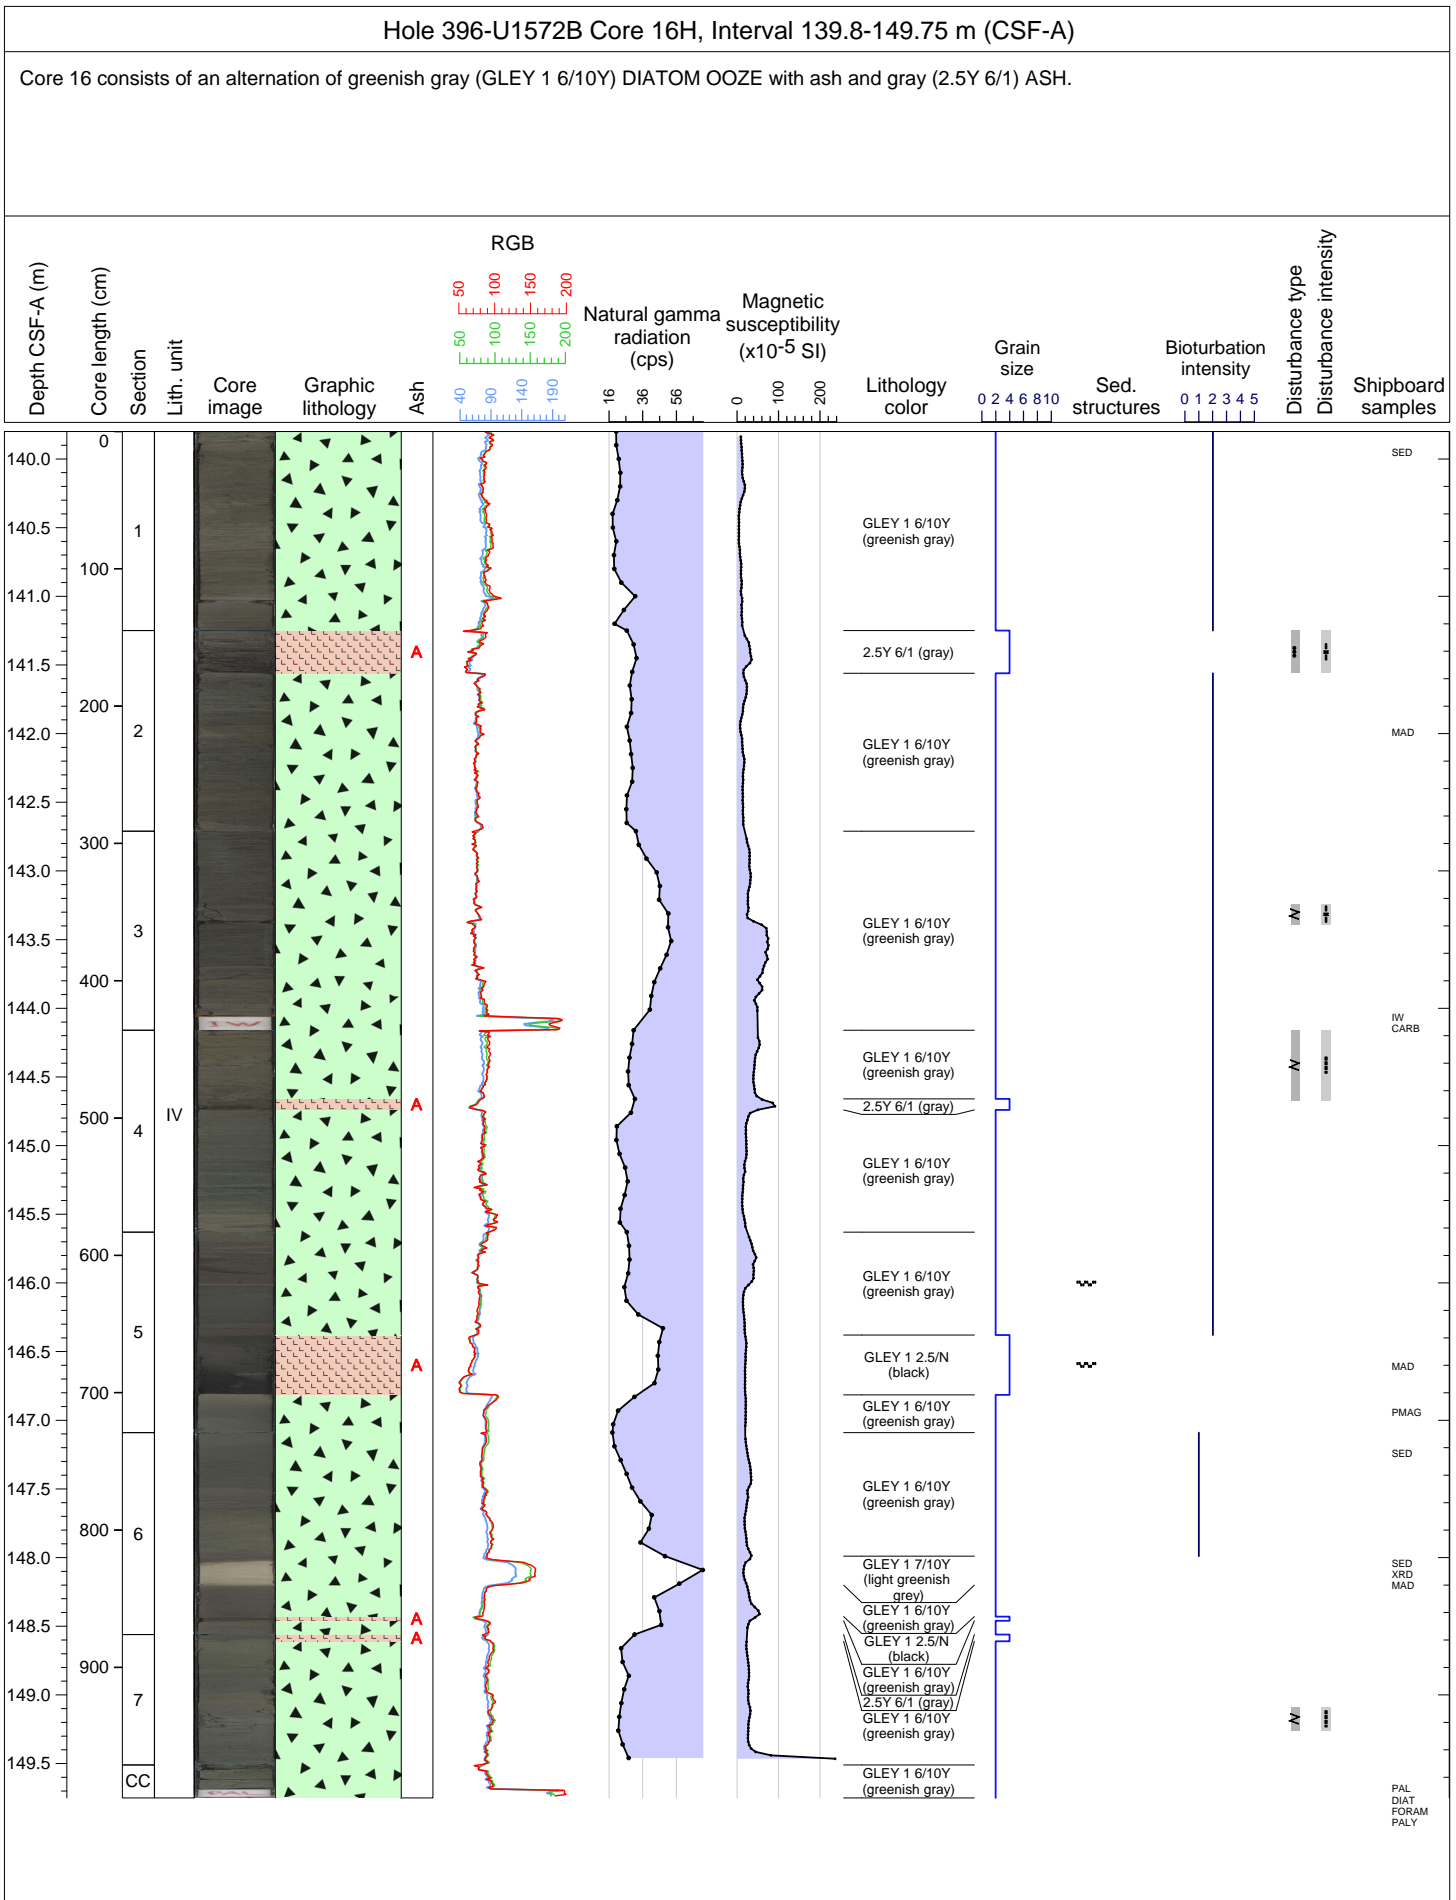 Hole 396-U1572B Core 16H, Interval 139.8-149.75 m (CSF-A)
Core 16 consists of an alternation of greenish gray (GLEY 1 6/10Y) DIATOM OOZE with ash and gray (2.5Y 6/1) ASH.
Depth CSF-A (m)
Core length (cm)
Section
Lith. unit
Core
image
Graphic
lithology
Ash
RGB
50 100 150 200
50 100 150 200
40 90 140 190
Natural gamma
radiation
(cps)
16 36 56
Magnetic
susceptibility
(x10-5 SI)
0 100 200
Lithology
color
Grain
size
0 2 4 6 8 10
Sed.
structures
Bioturbation
intensity
0 1 2 3 4 5
Disturbance type
Disturbance intensity
Shipboard
samples
140.0
140.5
141.0
141.5
142.0
142.5
143.0
143.5
144.0
144.5
145.0
145.5
146.0
146.5
147.0
147.5
148.0
148.5
149.0
149.5
0
100
200
300
400
500
600
700
800
900
1
2
3
4
5
6
7
CC
IV
IW
PAL
A
A
A
A
A
GLEY 1 6/10Y
(greenish gray)
2.5Y 6/1 (gray)
GLEY 1 6/10Y
(greenish gray)
GLEY 1 6/10Y
(greenish gray)
GLEY 1 6/10Y
(greenish gray)
2.5Y 6/1 (gray)
GLEY 1 6/10Y
(greenish gray)
GLEY 1 6/10Y
(greenish gray)
GLEY 1 2.5/N
(black)
GLEY 1 6/10Y
(greenish gray)
GLEY 1 6/10Y
(greenish gray)
GLEY 1 7/10Y
(light greenish
grey)
GLEY 1 6/10Y
(greenish gray)
GLEY 1 2.5/N
(black)
GLEY 1 6/10Y
(greenish gray)
2.5Y 6/1 (gray)
GLEY 1 6/10Y
(greenish gray)
GLEY 1 6/10Y
(greenish gray)
SED
MAD
IW
CARB
MAD
PMAG
SED
SED
XRD
MAD
PAL
DIAT
FORAM
PALY